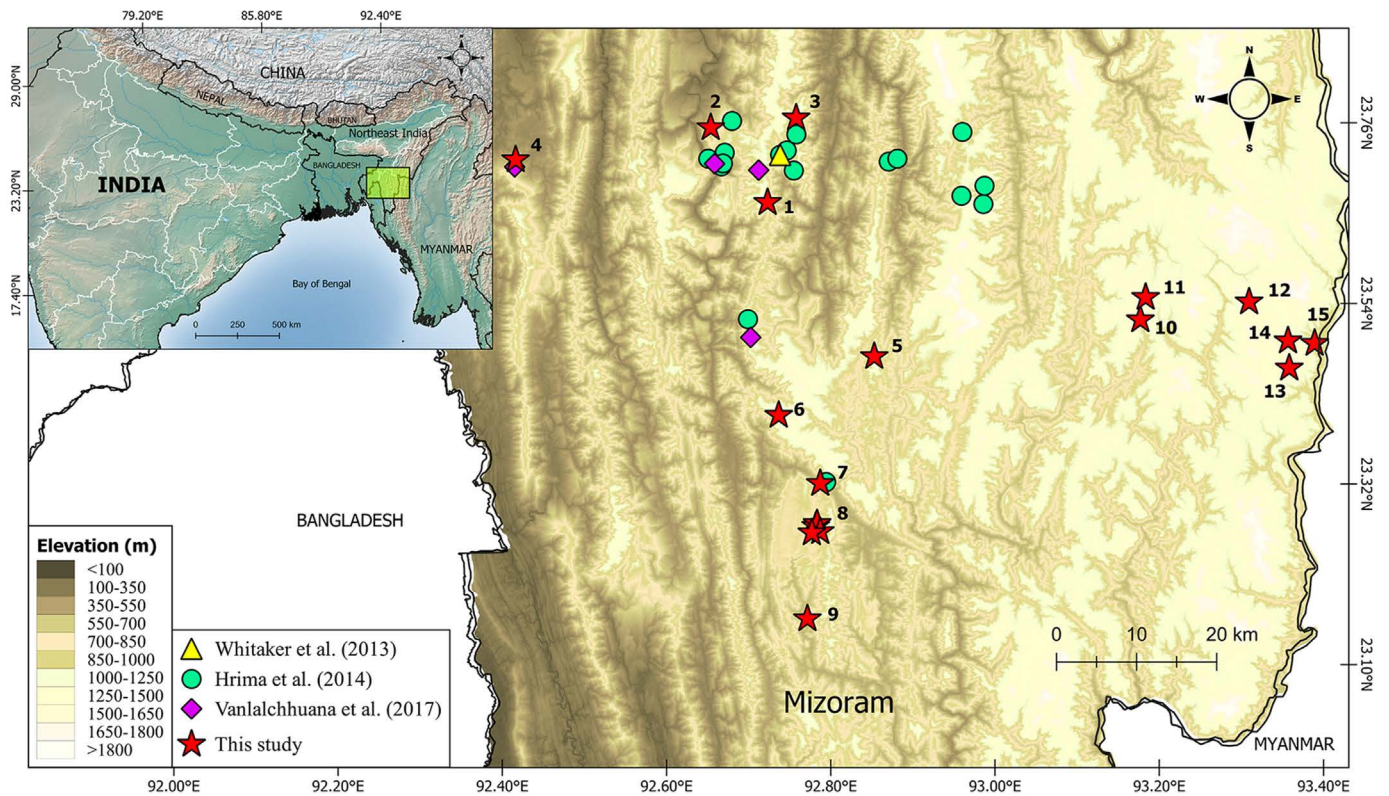 79.20°E 85.80°E 92.40°E
29.00°N
23.20°N
17.40°N
CHINA
NEPAL
BHUTAN
Northeast India
BANGLADESH
INDIA
MYANMAR
Bay of Bengal
0 250 500 km
N
W E
S
23.76°N
23.54°N
23.32°N
23.10°N
2
3
4
1
11
12
10
15
14
5
13
6
7
8
9
BANGLADESH
0 10 20 km
Mizoram
MYANMAR
Elevation (m)
<100
100-350
350-550
550-700
700-850
850-1000
1000-1250
1250-1500
1500-1650
1650-1800
>1800
Whitaker et al. (2013)
Hrima et al. (2014)
Vanlalchhuana et al. (2017)
This study
92.00°E 92.20°E 92.40°E 92.60°E 92.80°E 93.00°E 93.20°E 93.40°E